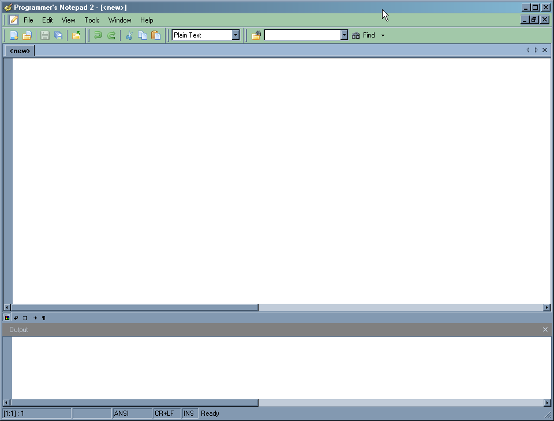 Programmer's Notepad 2 - [<new>]
File Edit View Tools Window Help
Plain Text Find
<new>
Output
[1:1] : 1 ANSI CR+LF INS Ready